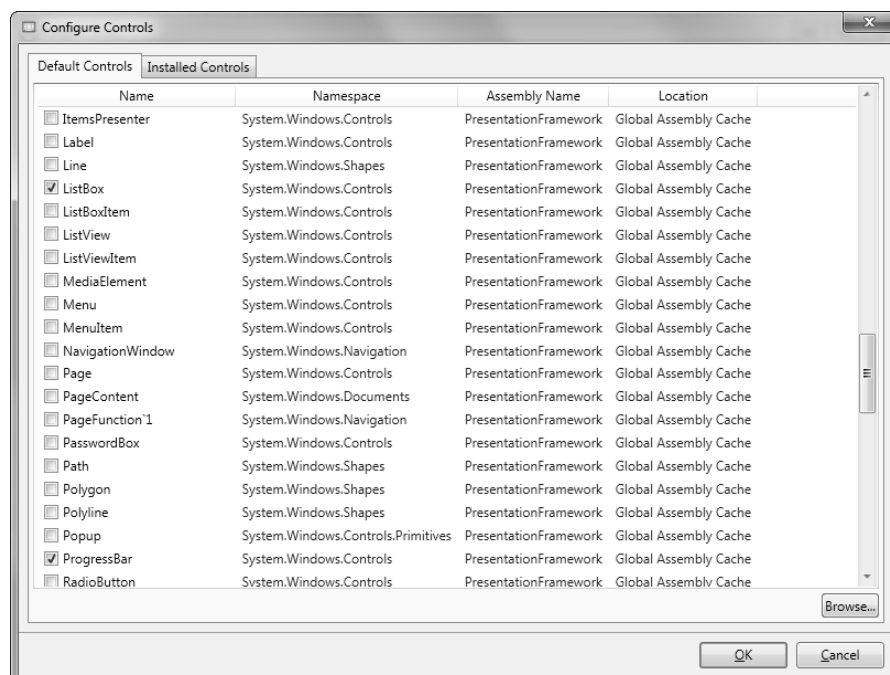 Configure Controls
Default Controls Installed Controls
Name Namespace Assembly Name Location
ItemsPresenter System.Windows.Controls PresentationFramework Global Assembly Cache
Label System.Windows.Controls PresentationFramework Global Assembly Cache
Line System.Windows.Shapes PresentationFramework Global Assembly Cache
ListBox System.Windows.Controls PresentationFramework Global Assembly Cache
ListBoxItem System.Windows.Controls PresentationFramework Global Assembly Cache
ListView System.Windows.Controls PresentationFramework Global Assembly Cache
ListViewItem System.Windows.Controls PresentationFramework Global Assembly Cache
MediaElement System.Windows.Controls PresentationFramework Global Assembly Cache
Menu System.Windows.Controls PresentationFramework Global Assembly Cache
MenuItem System.Windows.Controls PresentationFramework Global Assembly Cache
NavigationWindow System.Windows.Navigation PresentationFramework Global Assembly Cache
Page System.Windows.Controls PresentationFramework Global Assembly Cache
PageContent System.Windows.Documents PresentationFramework Global Assembly Cache
PageFunction`1 System.Windows.Navigation PresentationFramework Global Assembly Cache
PasswordBox System.Windows.Controls PresentationFramework Global Assembly Cache
Path System.Windows.Shapes PresentationFramework Global Assembly Cache
Polygon System.Windows.Shapes PresentationFramework Global Assembly Cache
Polyline System.Windows.Shapes PresentationFramework Global Assembly Cache
Popup System.Windows.Controls.Primitives PresentationFramework Global Assembly Cache
ProgressBar System.Windows.Controls PresentationFramework Global Assembly Cache
RadioButton System.Windows.Controls PresentationFramework Global Assembly Cache
Browse...
OK Cancel